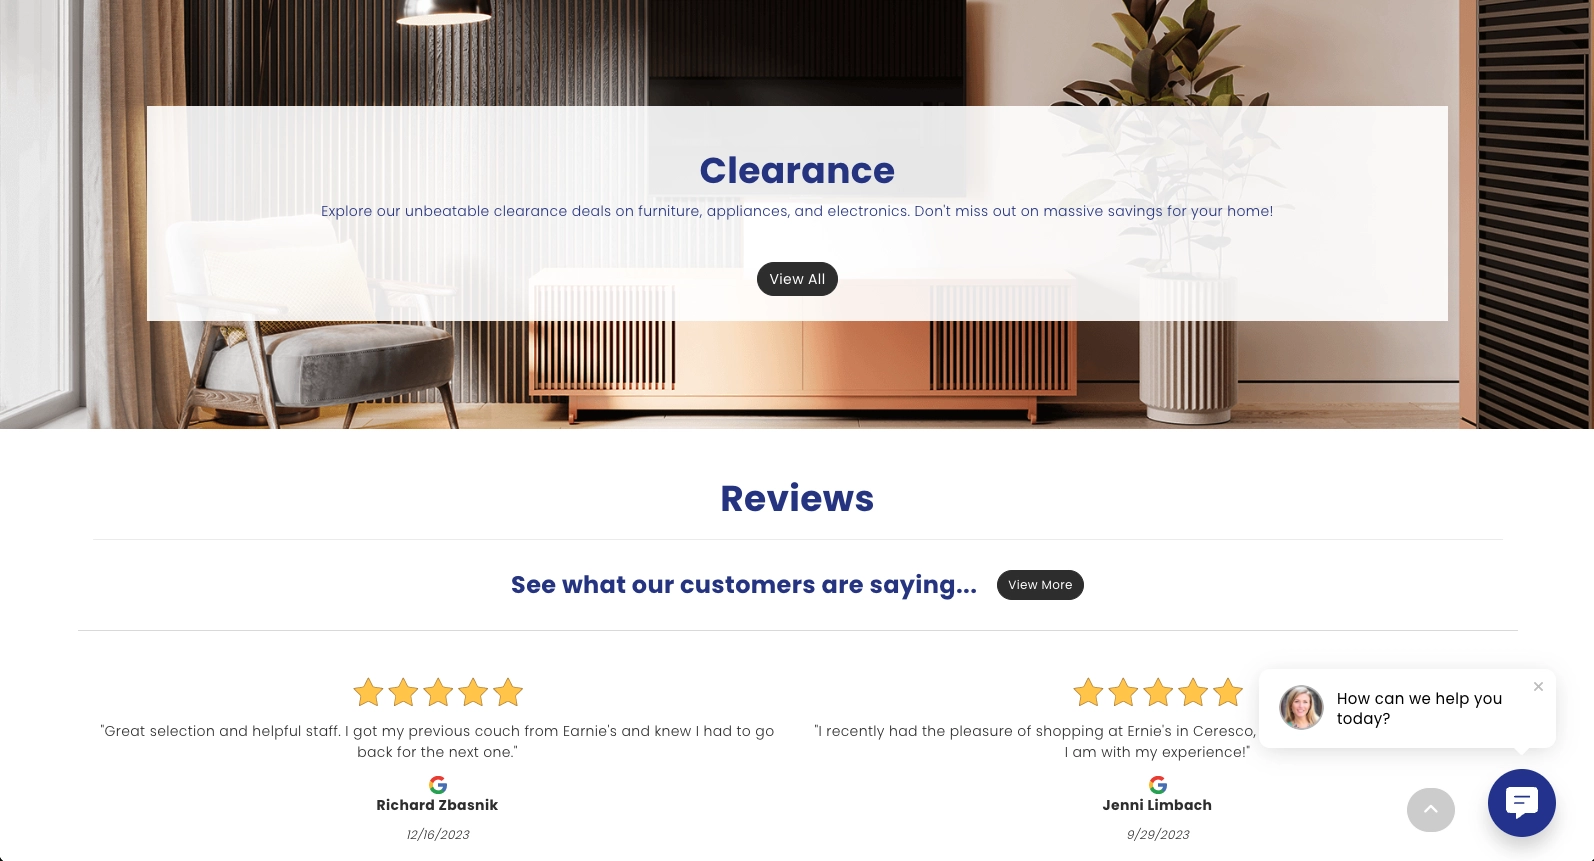 Clearance
Explore our unbeatable clearance deals on furniture, appliances, and electronics. Don't miss out on massive savings for your home!
View All
Reviews
See what our customers are saying...
View More
"Great selection and helpful staff. I got my previous couch from Earnie's and knew I had to go
back for the next one."
Richard Zbasnik
12/16/2023
"I recently had the pleasure of shopping at Ernie's in Ceresco,
I am with my experience!"
Jenni Limbach
9/29/2023
How can we help you
today?